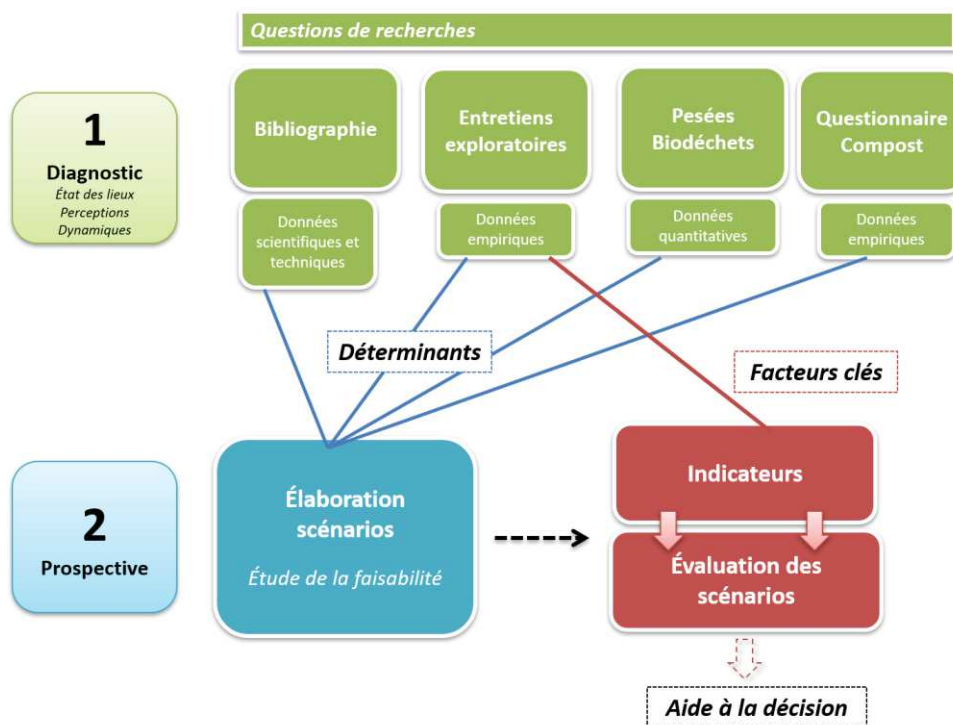 Questions de recherches
1
Diagnostic
État des lieux
Perceptions
Dynamiques
Bibliographie
Entretiens
exploratoires
Pesées
Biodéchets
Questionnaire
Compost
Données
scientifiques et
techniques
Données
empiriques
Données
quantitatives
Données
empiriques
Déterminants
Facteurs clés
2
Prospective
Élaboration
scénarios
Étude de la faisabilité
Indicateurs
Évaluation des
scénarios
Aide à la décision